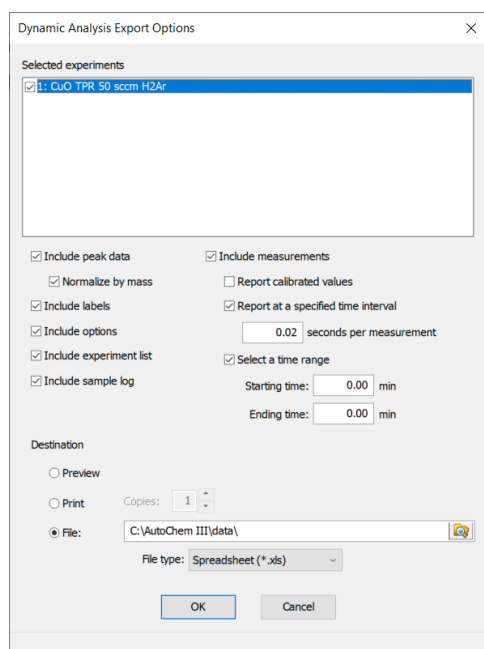 Dynamic Analysis Export Options
Selected experiments
1: CuO TPR 50 sccm H2Ar
Include peak data
Normalize by mass
Include labels
Include options
Include experiment list
Include sample log
Include measurements
Report calibrated values
Report at a specified time interval
0.02 seconds per measurement
Select a time range
Starting time: 0.00 min
Ending time: 0.00 min
Destination
Preview
Print Copies: 1
File: C:\AutoChem III\data\
File type: Spreadsheet (*.xls)
OK Cancel